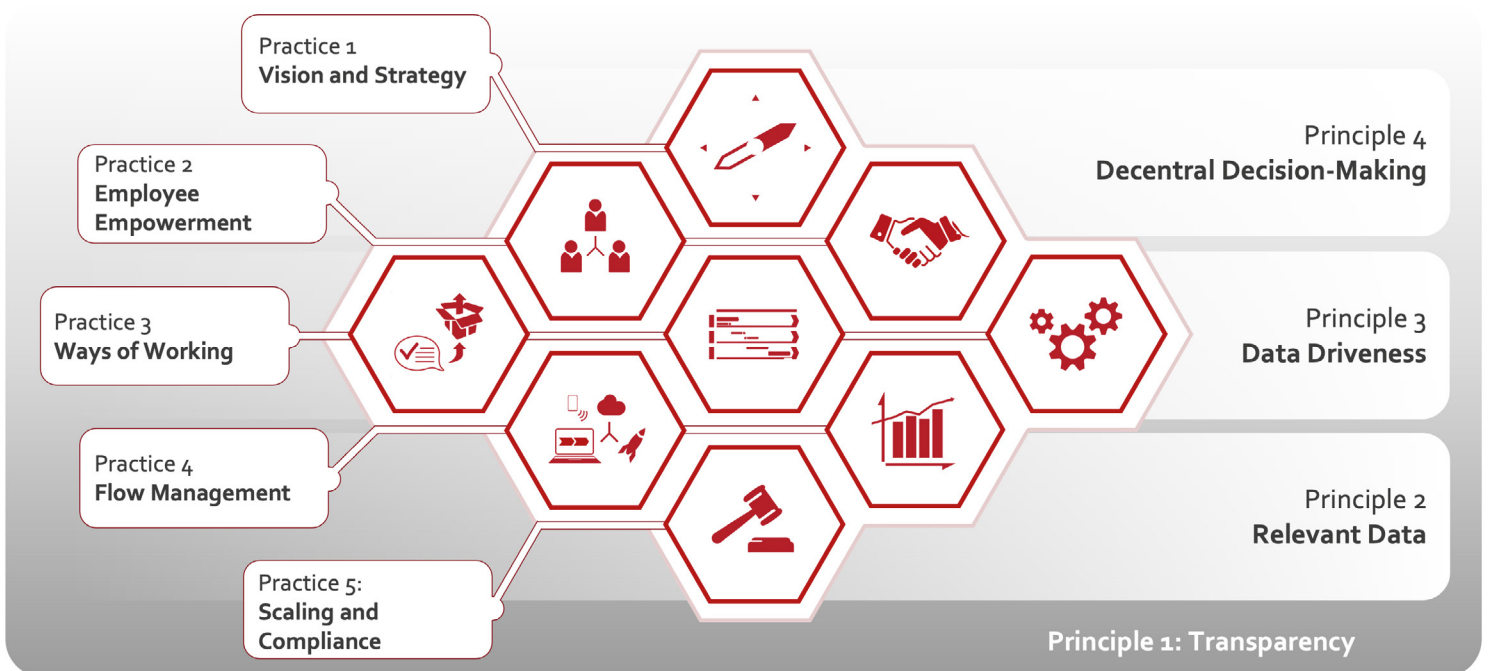 Practice 1
Vision and Strategy
Practice 2
Employee
Empowerment
Practice 3
Ways of Working
Practice 4
Flow Management
Practice 5:
Scaling and
Compliance
Principle 4
Decentral Decision-Making
Principle 3
Data Driveness
Principle 2
Relevant Data
Principle 1: Transparency